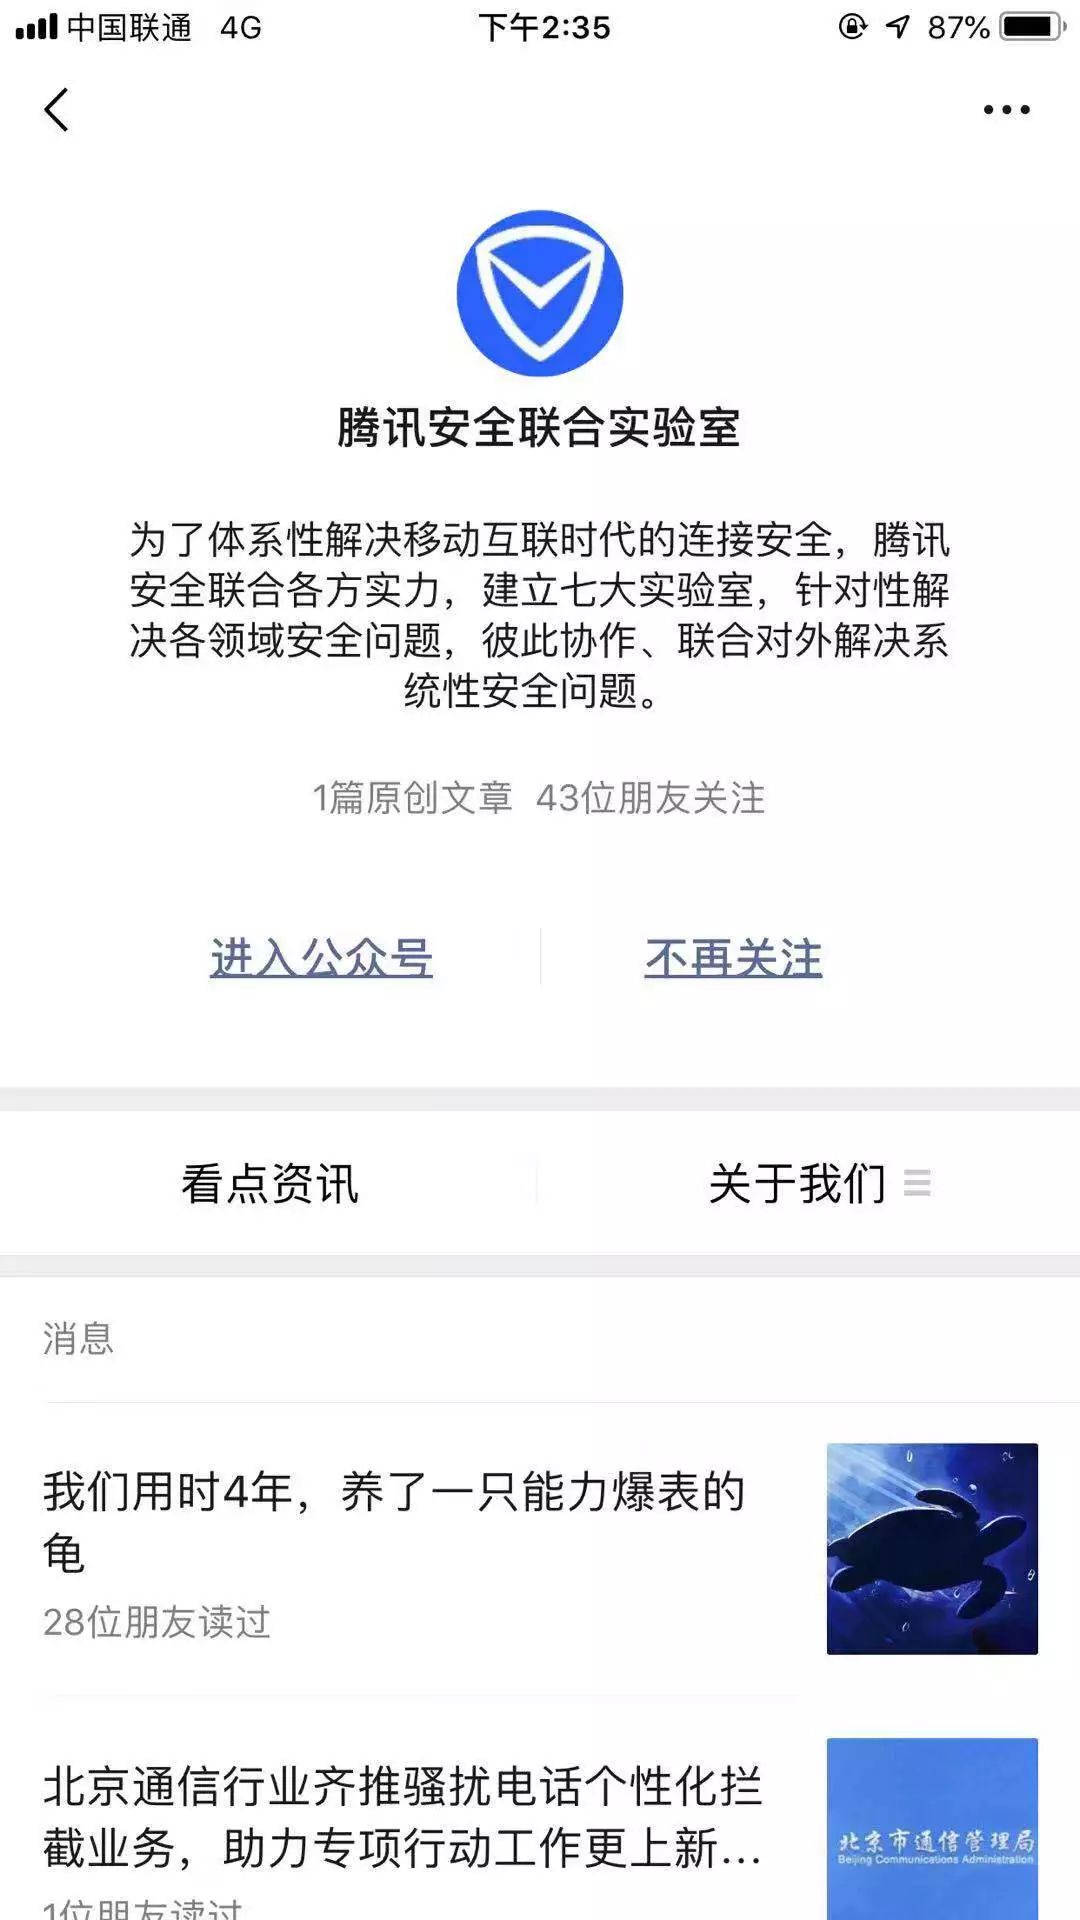 中国联通 4G 下午2:35 87%
腾讯安全联合实验室
为了体系性解决移动互联时代的连接安全，腾讯
安全联合各方实力，建立七大实验室，针对性解
决各领域安全问题，彼此协作、联合对外解决系
统性安全问题。
1篇原创文章 43位朋友关注
进入公众号 不再关注
看点资讯 关于我们
消息
我们用时4年，养了一只能力爆表的
龟
28位朋友读过
北京通信行业齐推骚扰电话个性化拦
截业务，助力专项行动工作更上新...
北京市通信管理局
Beijing Communications Administration
1位朋友读过